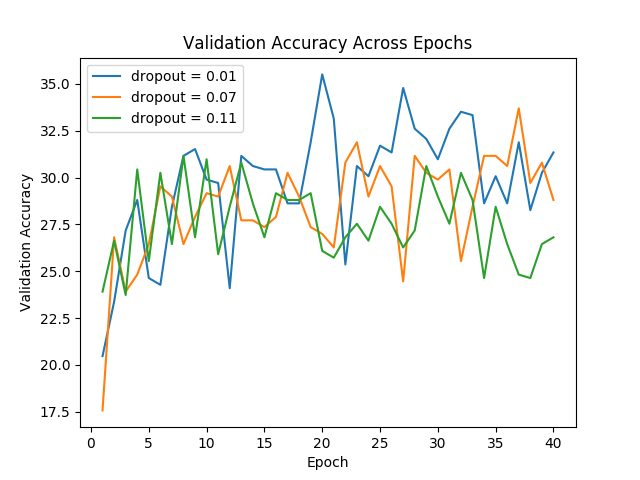 Validation Accuracy Across Epochs
dropout = 0.01
dropout = 0.07
dropout = 0.11
Validation Accuracy
35.0
32.5
30.0
27.5
25.0
22.5
20.0
17.5
0 5 10 15 20 25 30 35 40
Epoch